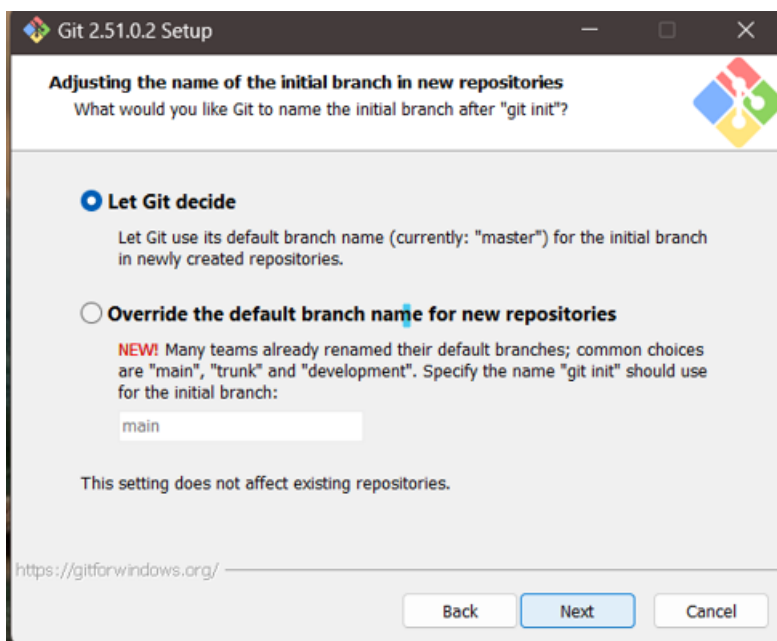 Git 2.51.0.2 Setup
Adjusting the name of the initial branch in new repositories
What would you like Git to name the initial branch after "git init"?
Let Git decide
Let Git use its default branch name (currently: "master") for the initial branch
in newly created repositories.
Override the default branch name for new repositories
NEW! Many teams already renamed their default branches; common choices
are "main", "trunk" and "development". Specify the name "git init" should use
for the initial branch:
main
This setting does not affect existing repositories.
https://gitforwindows.org/
Back Next Cancel